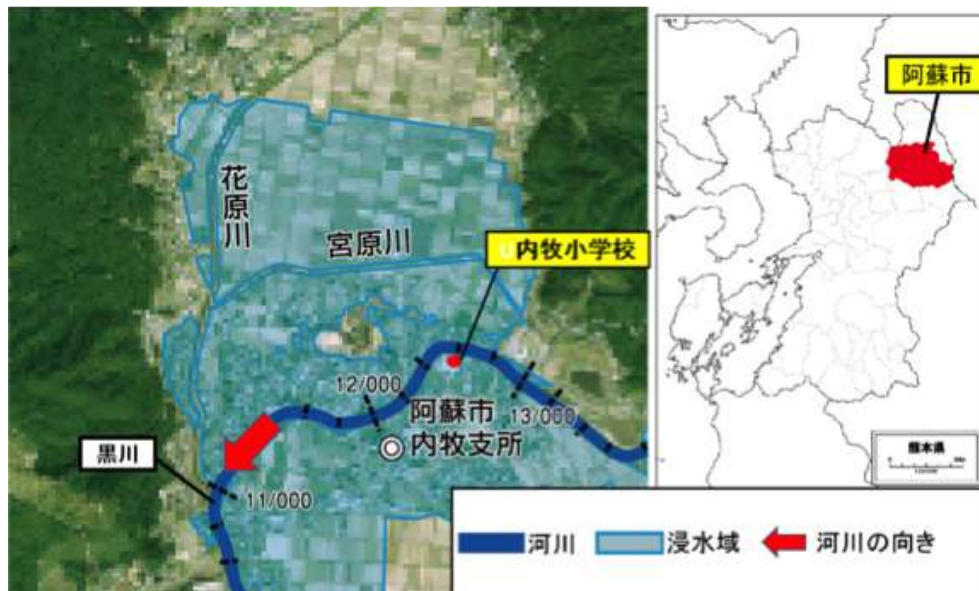 花原川
宮原川
内牧小学校
12/000
阿蘇市
内牧支所
13/000
黒川
11/000
河川
浸水域
河川の向き
阿蘇市
熊本県